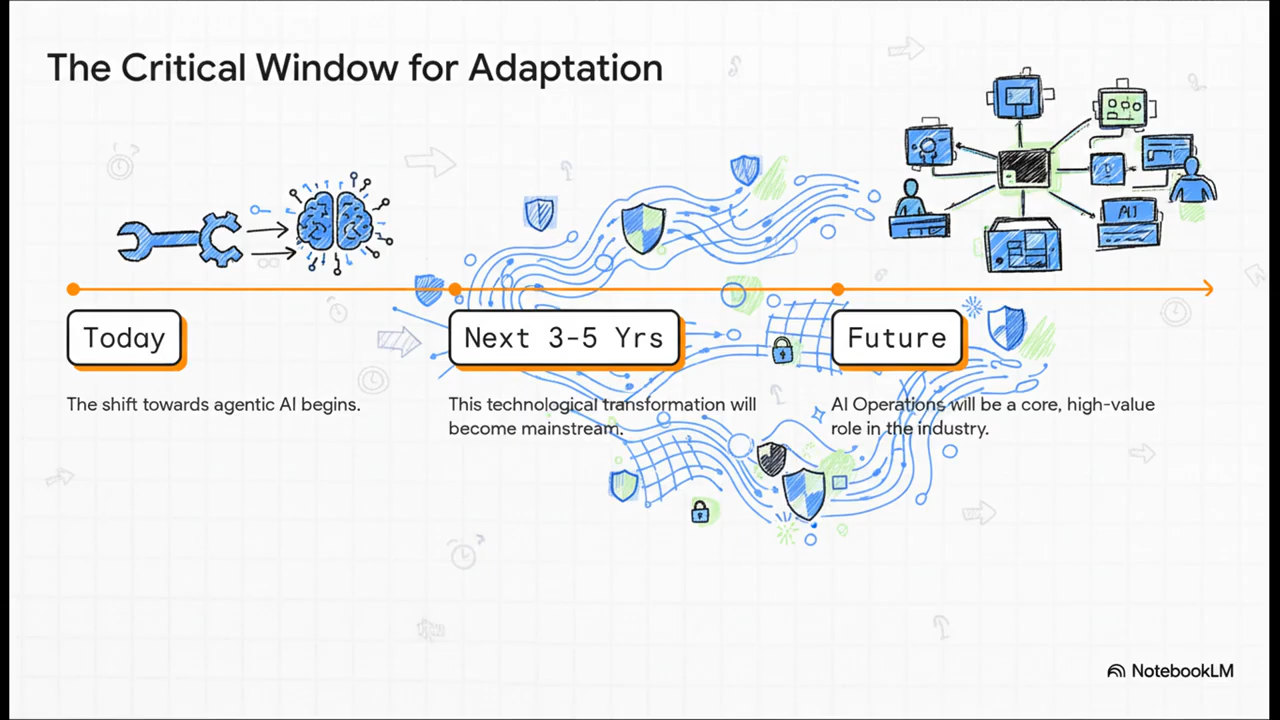 The Critical Window for Adaptation
AI
Today
Next 3-5 Yrs
Future
The shift towards agentic AI begins.
This technological transformation will
become mainstream.
AI Operations will be a core, high-value
role in the industry.
NotebookLM